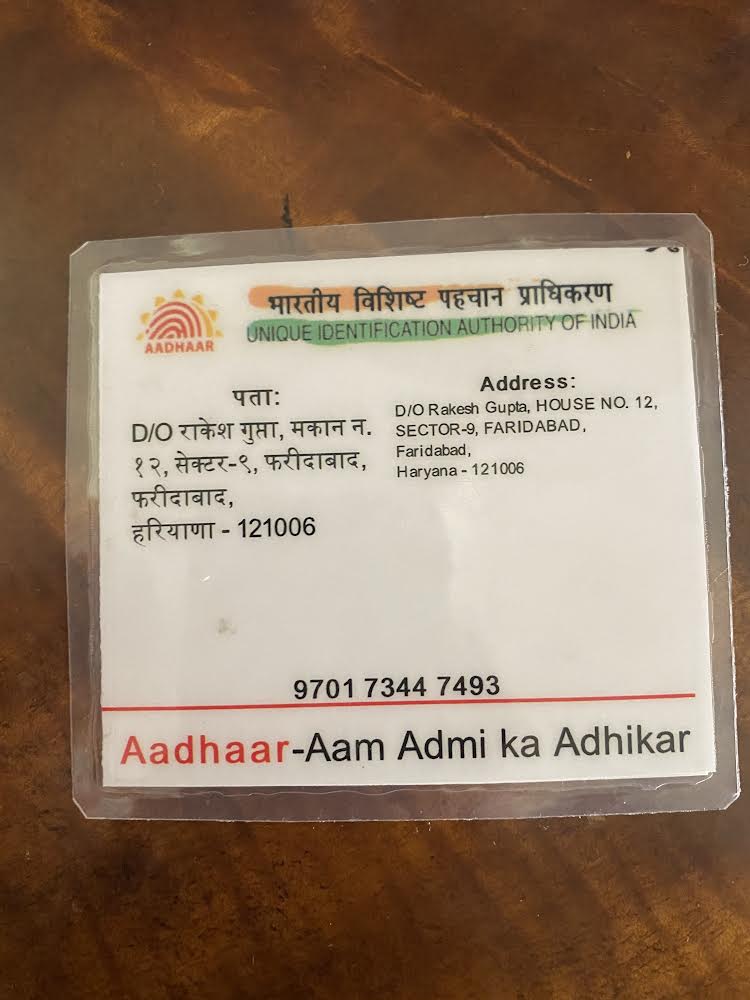 भारतीय विशिष्ट पहचान प्राधिकरण
UNIQUE IDENTIFICATION AUTHORITY OF INDIA
AADHAAR
पता:
D/O राकेश गुप्ता, मकान न.
१२, सेक्टर-९, फरीदाबाद,
फरीदाबाद,
हरियाणा - 121006
Address:
D/O Rakesh Gupta, HOUSE NO. 12,
SECTOR-9, FARIDABAD,
Faridabad,
Haryana - 121006
9701 7344 7493
Aadhaar-Aam Admi ka Adhikar